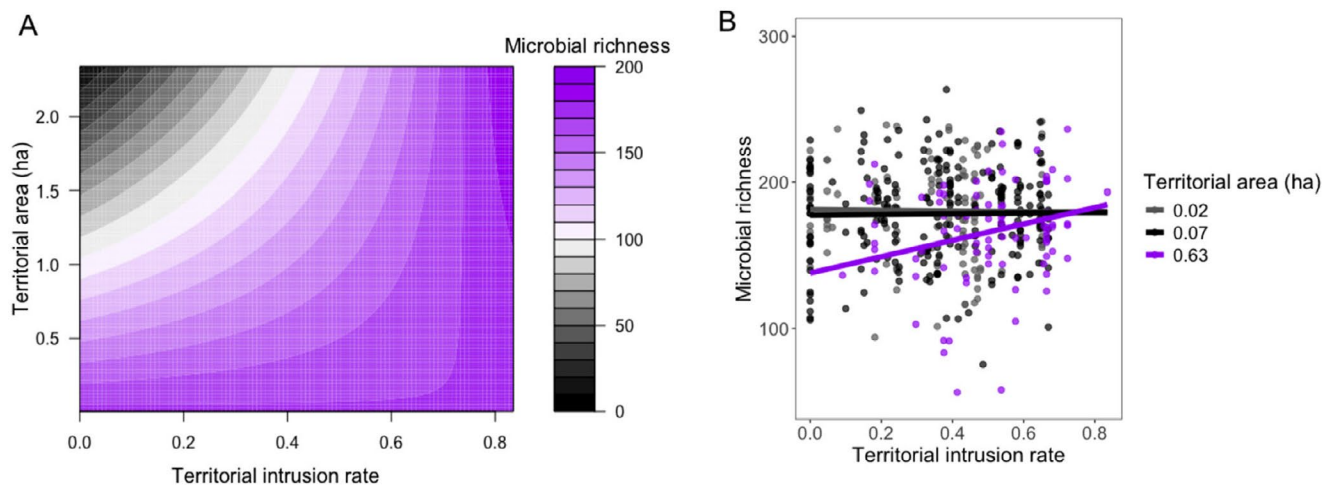 A
Microbial richness
Territorial area (ha)
2.0
1.5
1.0
0.5
0.0 0.2 0.4 0.6 0.8
Territorial intrusion rate
200
150
100
50
0
B
Microbial richness
300
200
100
0.0 0.2 0.4 0.6 0.8
Territorial intrusion rate
Territorial area (ha)
0.02
0.07
0.63